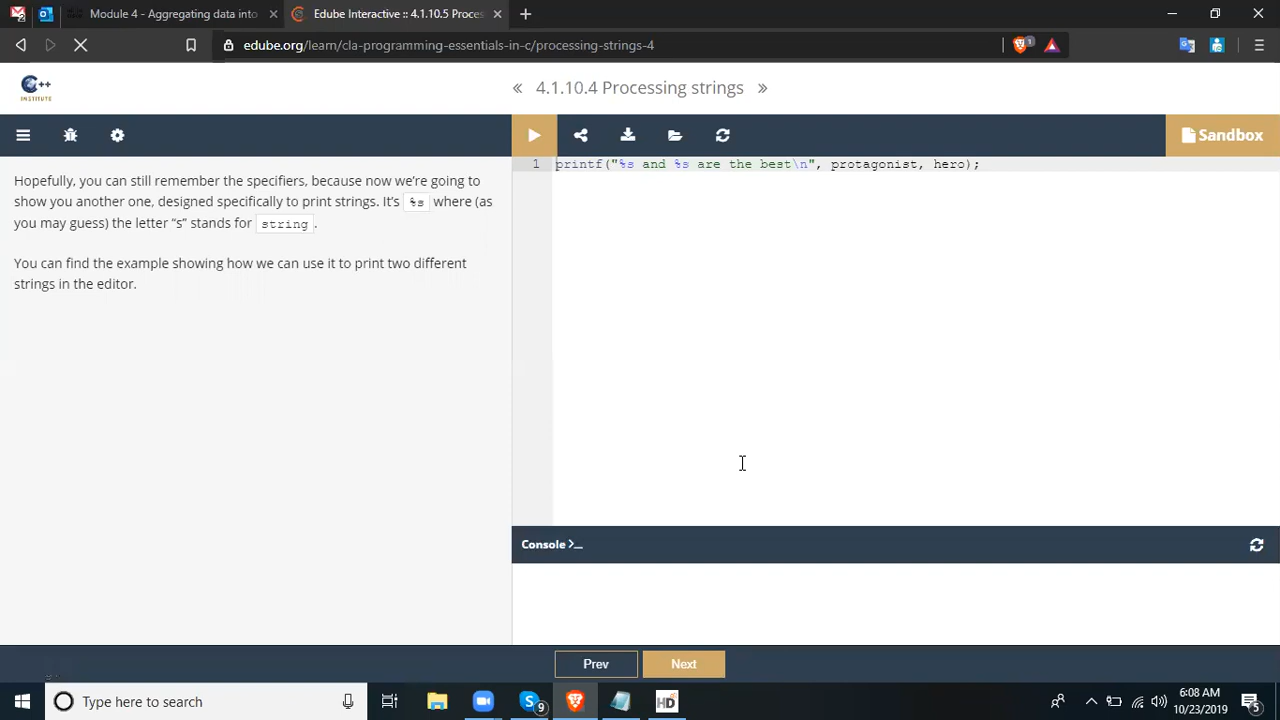 Module 4 - Aggregating data into
Edube Interactive :: 4.1.10.5 Proces
edube.org/learn/cla-programming-essentials-in-c/processing-strings-4
1
C++
INSTITUTE
« 4.1.10.4 Processing strings »
Sandbox
Hopefully, you can still remember the specifiers, because now we're going to
show you another one, designed specifically to print strings. It's %s where (as
you may guess) the letter “s” stands for string.
You can find the example showing how we can use it to print two different
strings in the editor.
1 printf("%s and %s are the best\n", protagonist, hero);
Console >_
Prev
Next
Type here to search
9
HD
6:08 AM
10/23/2019
5